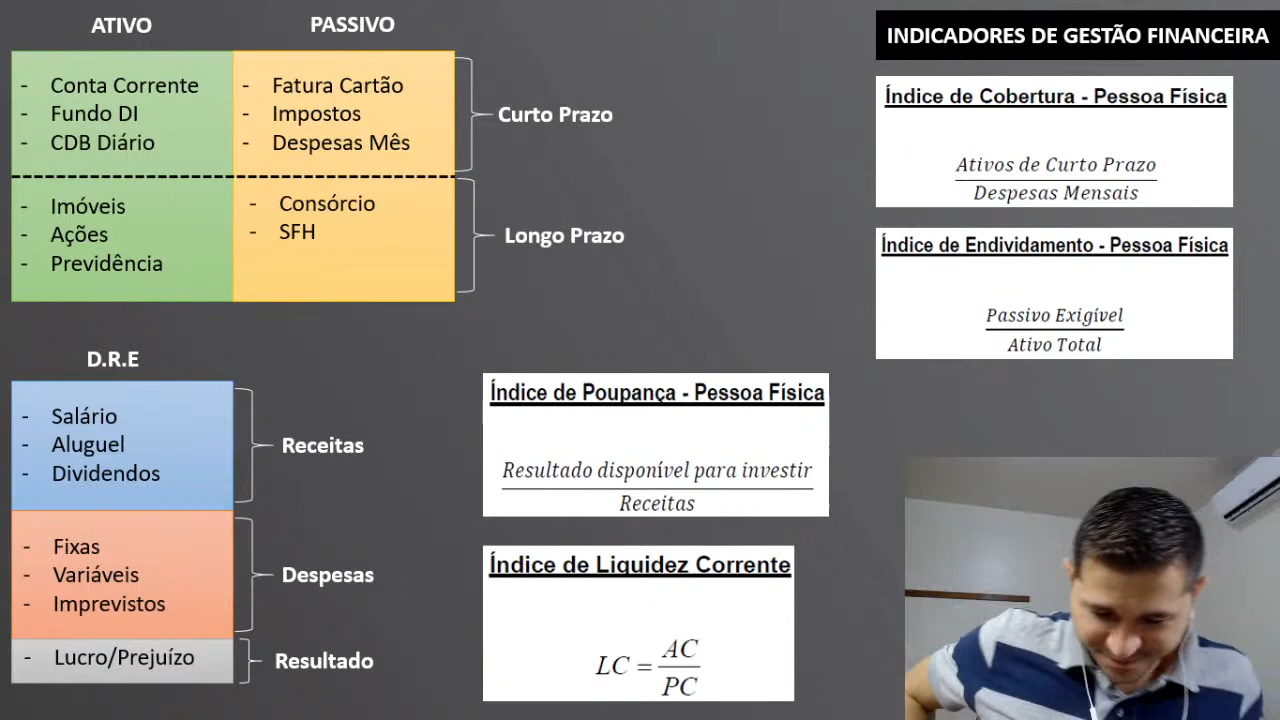 ATIVO
PASSIVO
- Conta Corrente
- Fundo DI
- CDB Diário
- Fatura Cartão
- Impostos
- Despesas Mês
Curto Prazo
- Imóveis
- Ações
- Previdência
- Consórcio
- SFH
Longo Prazo
D.R.E
- Salário
- Aluguel
- Dividendos
Receitas
- Fixas
- Variáveis
- Imprevistos
Despesas
- Lucro/Prejuízo
Resultado
INDICADORES DE GESTÃO FINANCEIRA
Índice de Cobertura - Pessoa Física
Ativos de Curto Prazo
Despesas Mensais
Índice de Endividamento - Pessoa Física
Passivo Exigível
Ativo Total
Índice de Poupança - Pessoa Física
Resultado disponível para investir
Receitas
Índice de Liquidez Corrente
LC = AC
PC